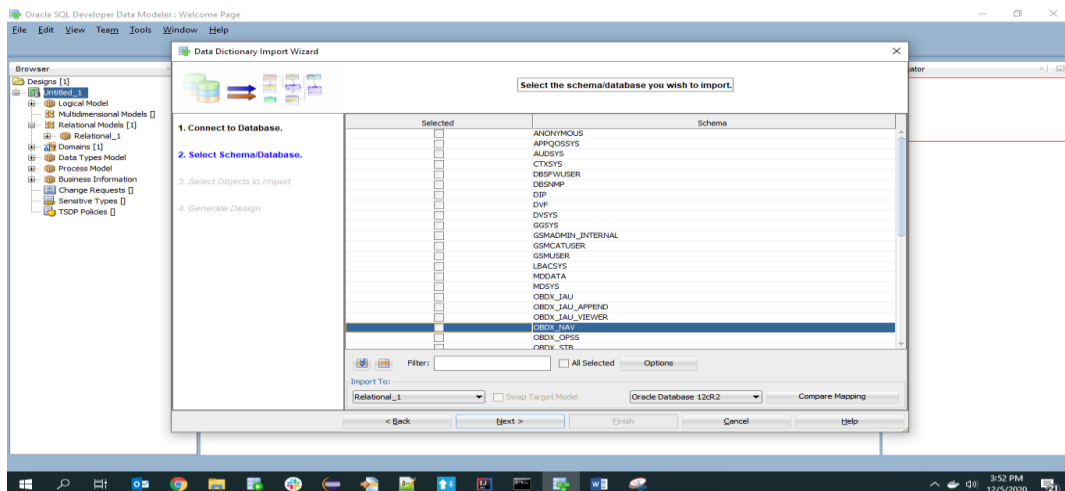 Oracle SQL Developer Data Modeler : Welcome Page
File Edit View Team Tools Window Help
Data Dictionary Import Wizard
Browser
Designs [1]
Untitled_1
Logical Model
Multidimensional Models []
Relational Models [1]
Relational_1
Domains [1]
Data Types Model
Process Model
Business Information
Change Requests []
Sensitive Types []
TSDP Policies []
Select the schema/database you wish to import.
1. Connect to Database.
2. Select Schema/Database.
3. Select Objects to Import.
4. Generate Design.
Selected Schema
ANONYMOUS
APPQOSSYS
AUDSYS
CTXSYS
DBSFWUSER
DBSNMP
DIP
DVF
DVSYS
GGSYS
GSMADMIN_INTERNAL
GSMCATUSER
GSMUSER
LBACSYS
MDDATA
MDSYS
OBDX_IAU
OBDX_IAU_APPEND
OBDX_IAU_VIEWER
OBDX_NAV
OBDX_OPSS
OBDX_STB
Filter: All Selected Options
Import To:
Relational_1 Swap Target Model Oracle Database 12cR2 Compare Mapping
< Back Next > Finish Cancel Help
ator
3:52 PM
12/5/2020
21